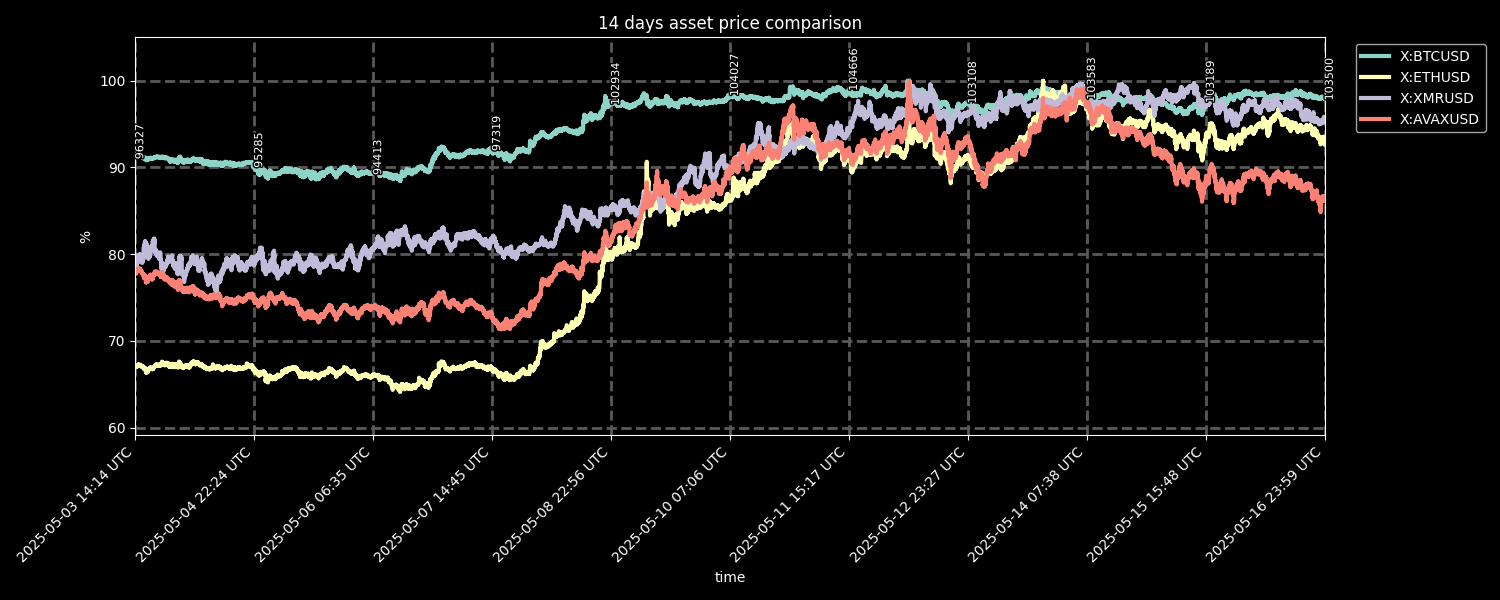 14 days asset price comparison
X:BTCUSD
X:ETHUSD
X:XMRUSD
X:AVAXUSD
%
100
90
80
70
60
96327
95285
94413
97319
102934
104027
104666
103108
103583
103189
103500
2025-05-03 14:14 UTC
2025-05-04 22:24 UTC
2025-05-06 06:35 UTC
2025-05-07 14:45 UTC
2025-05-08 22:56 UTC
2025-05-10 07:06 UTC
2025-05-11 15:17 UTC
2025-05-12 23:27 UTC
2025-05-14 07:38 UTC
2025-05-15 15:48 UTC
2025-05-16 23:59 UTC
time